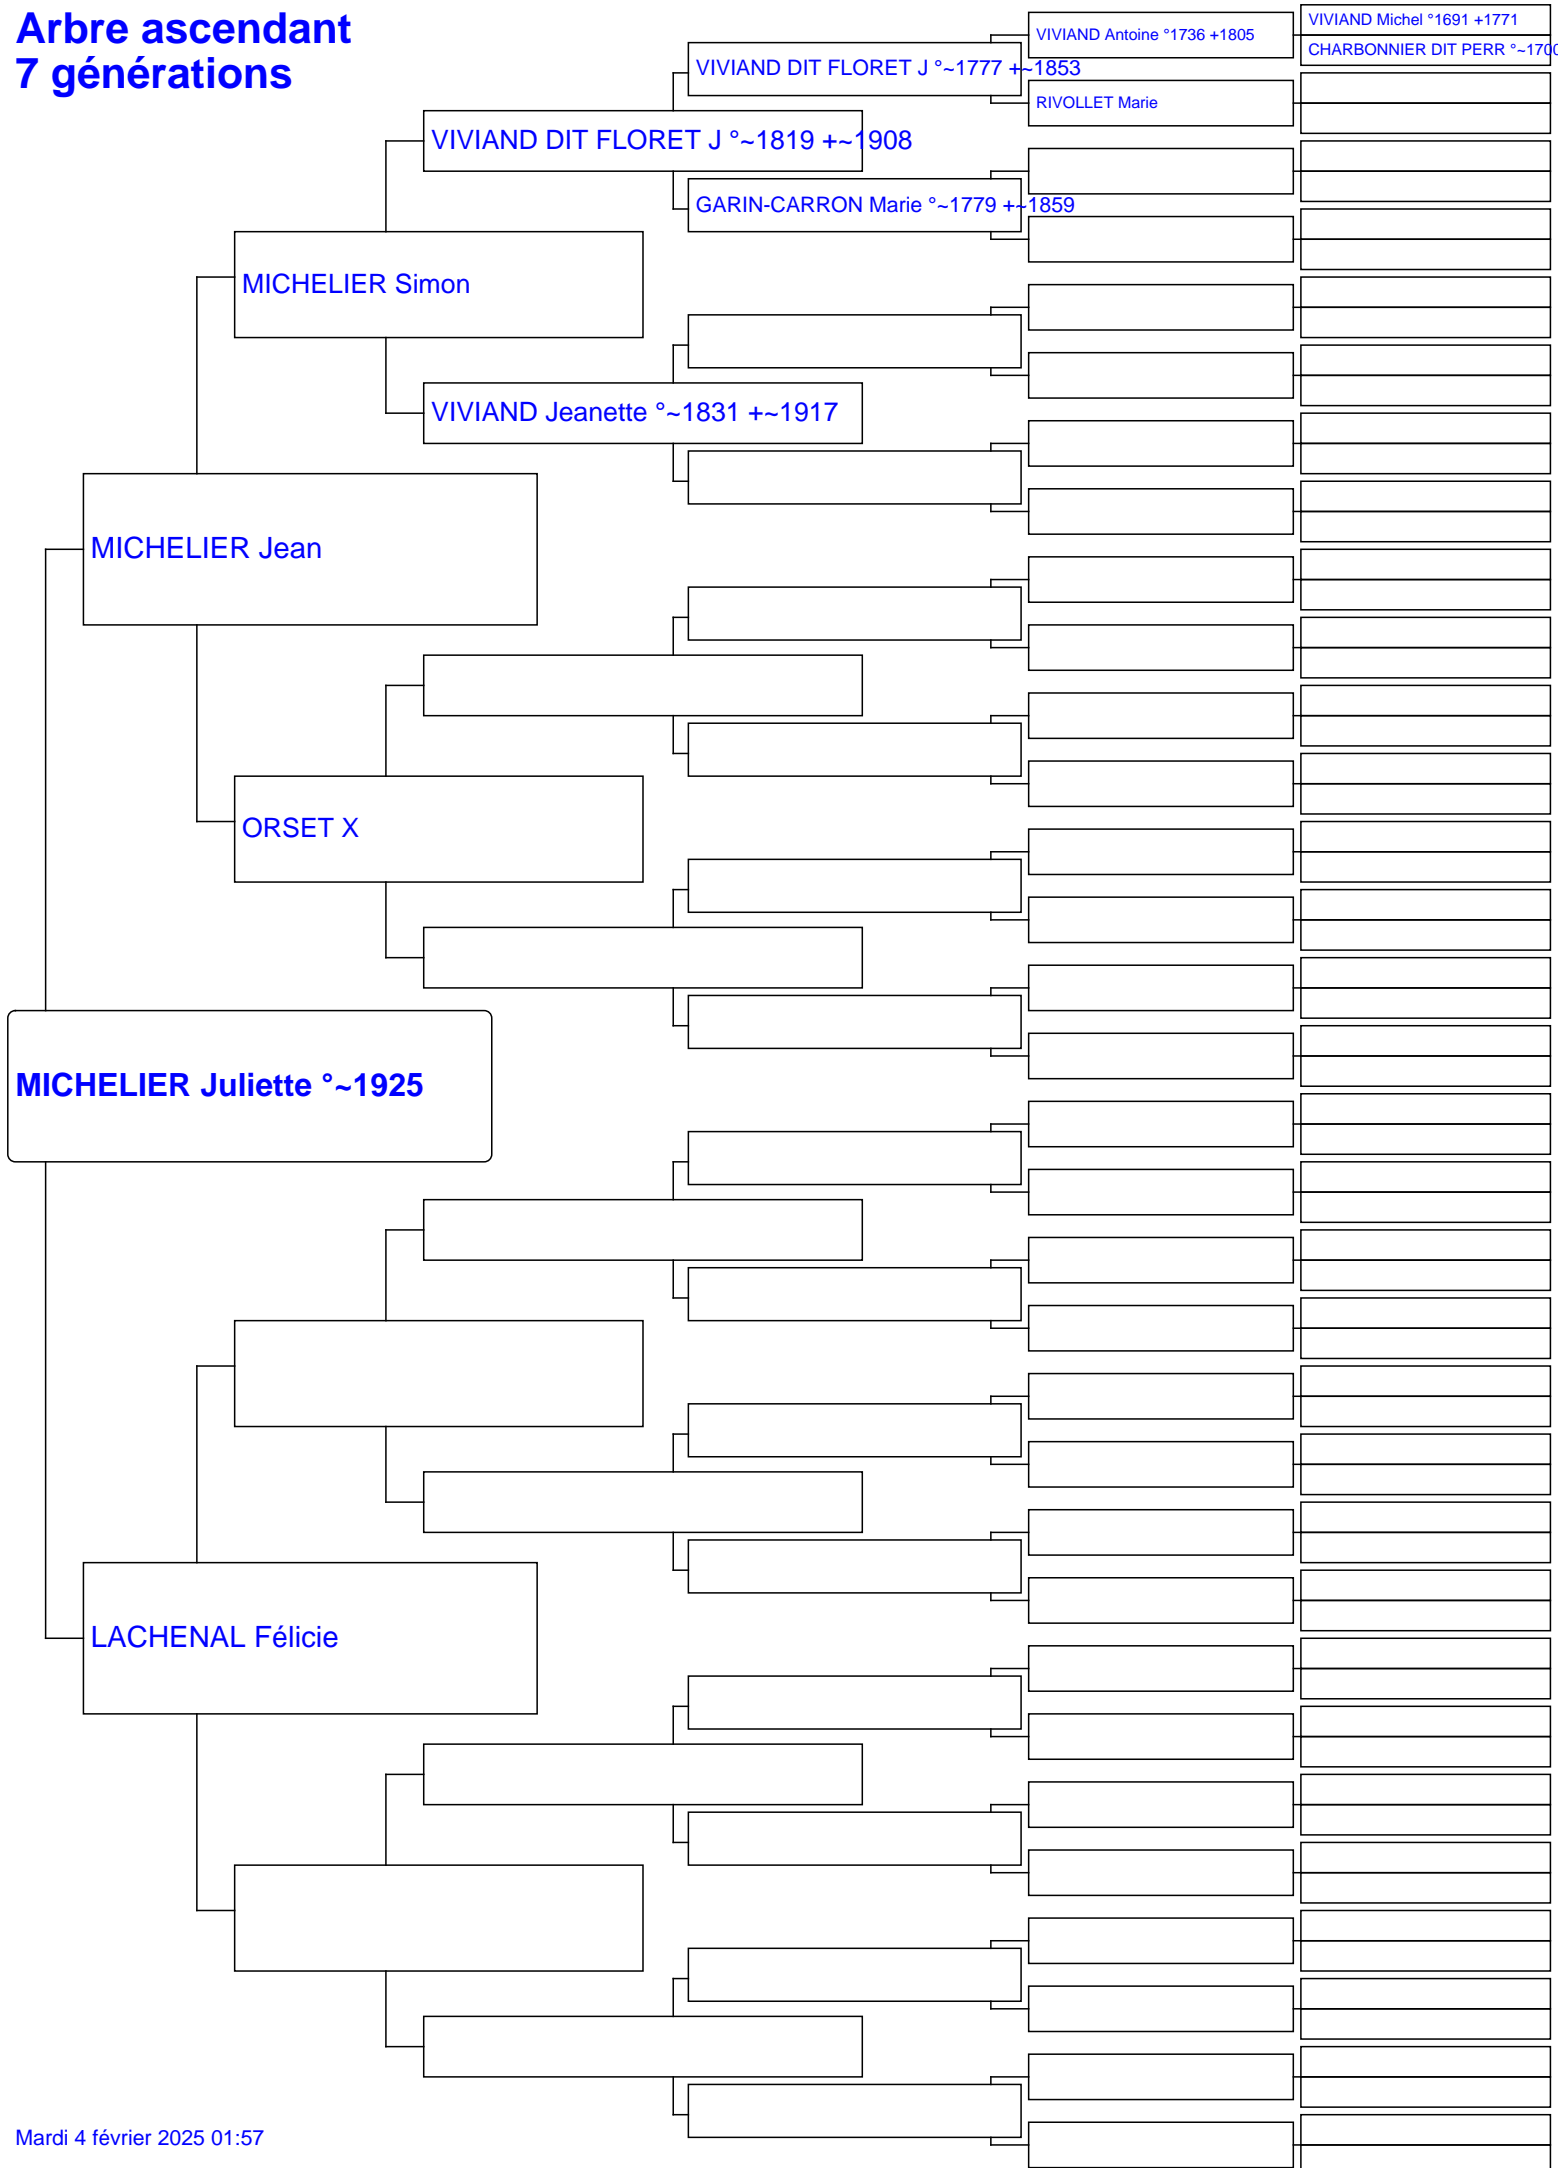 Arbre ascendant
7 générations
VIVIAND Antoine °1736 +1805
VIVIAND Michel °1691 +1771
CHARBONNIER DIT PERR °~1700
VIVIAND DIT FLORET J °~1777 +~1853
RIVOLLET Marie
VIVIAND DIT FLORET J °~1819 +~1908
GARIN-CARRON Marie °~1779 +~1859
MICHELIER Simon
VIVIAND Jeanette °~1831 +~1917
MICHELIER Jean
ORSET X
MICHELIER Juliette °~1925
LACHENAL Félicie
Mardi 4 février 2025 01:57